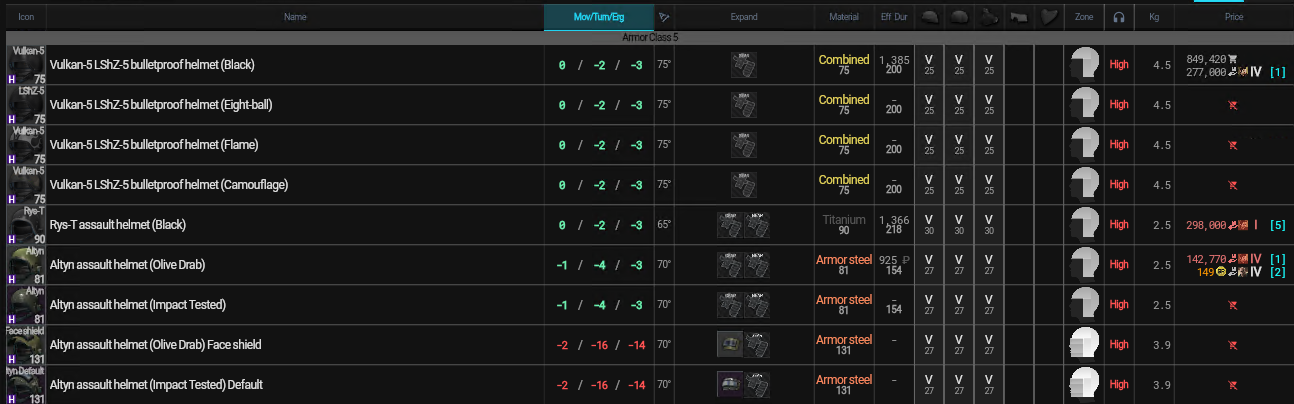 Icon Name Mov/Turn/Erg Expand Material Eff Dur Zone Kg Price
Armor Class 5
Vulkan-5 H 75 Vulkan-5 LShZ-5 bulletproof helmet (Black) 0 / -2 / -3 75° Combined 75 1,385 200 V 25 V 25 V 25 High 4.5 849,420 277,000 IV [1]
LShZ-5 H 75 Vulkan-5 LShZ-5 bulletproof helmet (Eight-ball) 0 / -2 / -3 75° Combined 75 - 200 V 25 V 25 V 25 High 4.5
Vulkan-5 H 75 Vulkan-5 LShZ-5 bulletproof helmet (Flame) 0 / -2 / -3 75° Combined 75 - 200 V 25 V 25 V 25 High 4.5
Vulkan-5 H 75 Vulkan-5 LShZ-5 bulletproof helmet (Camouflage) 0 / -2 / -3 75° Combined 75 - 200 V 25 V 25 V 25 High 4.5
Rys-T H 90 Rys-T assault helmet (Black) 0 / -2 / -3 65° Titanium 90 1,366 218 V 30 V 30 V 30 High 2.5 298,000 I [5]
Altyn H 81 Altyn assault helmet (Olive Drab) -1 / -4 / -3 70° Armor steel 81 925 ₽ 154 V 27 V 27 V 27 High 2.5 142,770 IV [1] 149 IV [2]
Altyn H 81 Altyn assault helmet (Impact Tested) -1 / -4 / -3 70° Armor steel 81 - 154 V 27 V 27 V 27 High 2.5
Face shield H 131 Altyn assault helmet (Olive Drab) Face shield -2 / -16 / -14 70° Armor steel 131 - V 27 V 27 V 27 High 3.9
tyn Default H 131 Altyn assault helmet (Impact Tested) Default -2 / -16 / -14 70° Armor steel 131 - V 27 V 27 V 27 High 3.9